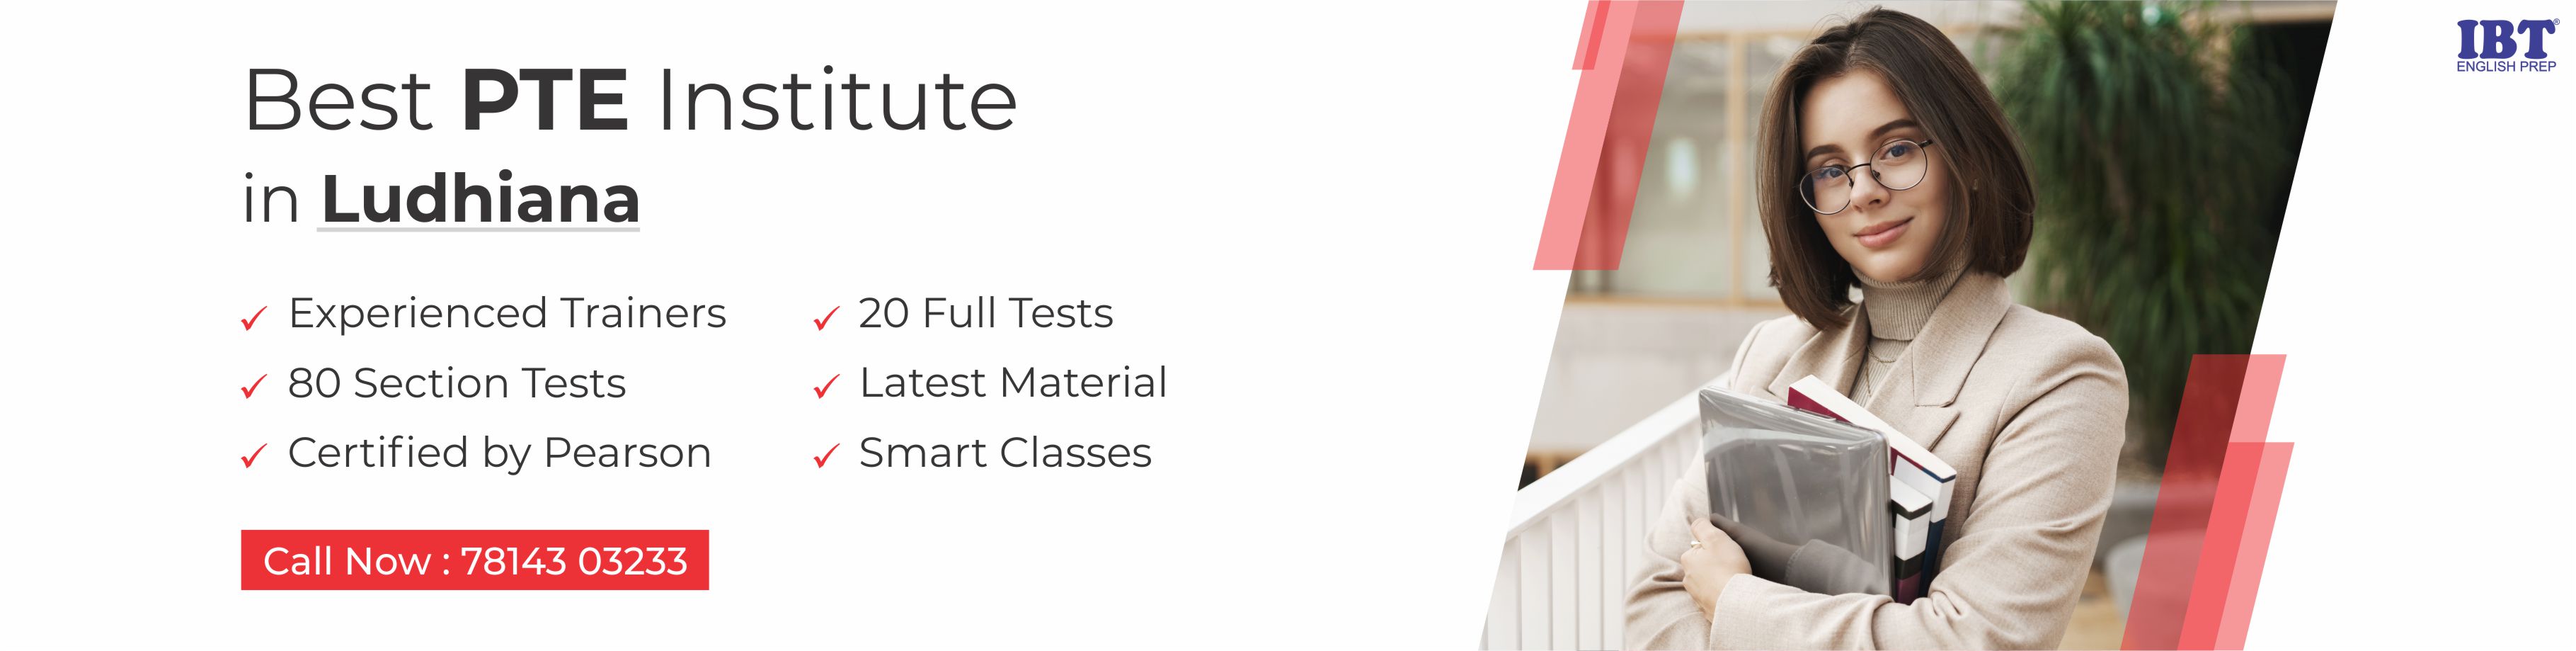 Best PTE Institute
in Ludhiana
✓ Experienced Trainers
✓ 80 Section Tests
✓ Certified by Pearson
✓ 20 Full Tests
✓ Latest Material
✓ Smart Classes
Call Now : 78143 03233
IBT®
ENGLISH PREP